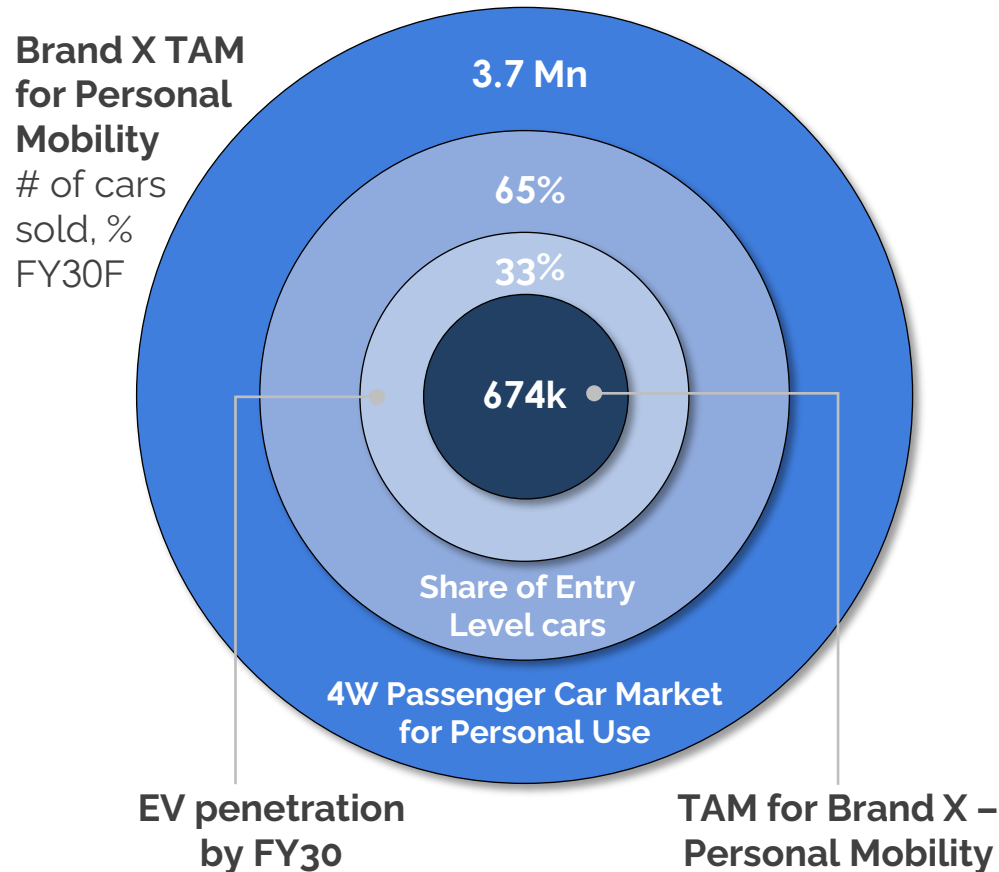 Brand X TAM
for Personal
Mobility
# of cars
sold, %
FY30F
3.7 Mn
65%
33%
674k
Share of Entry
Level cars
4W Passenger Car Market
for Personal Use
EV penetration
by FY30
TAM for Brand X –
Personal Mobility